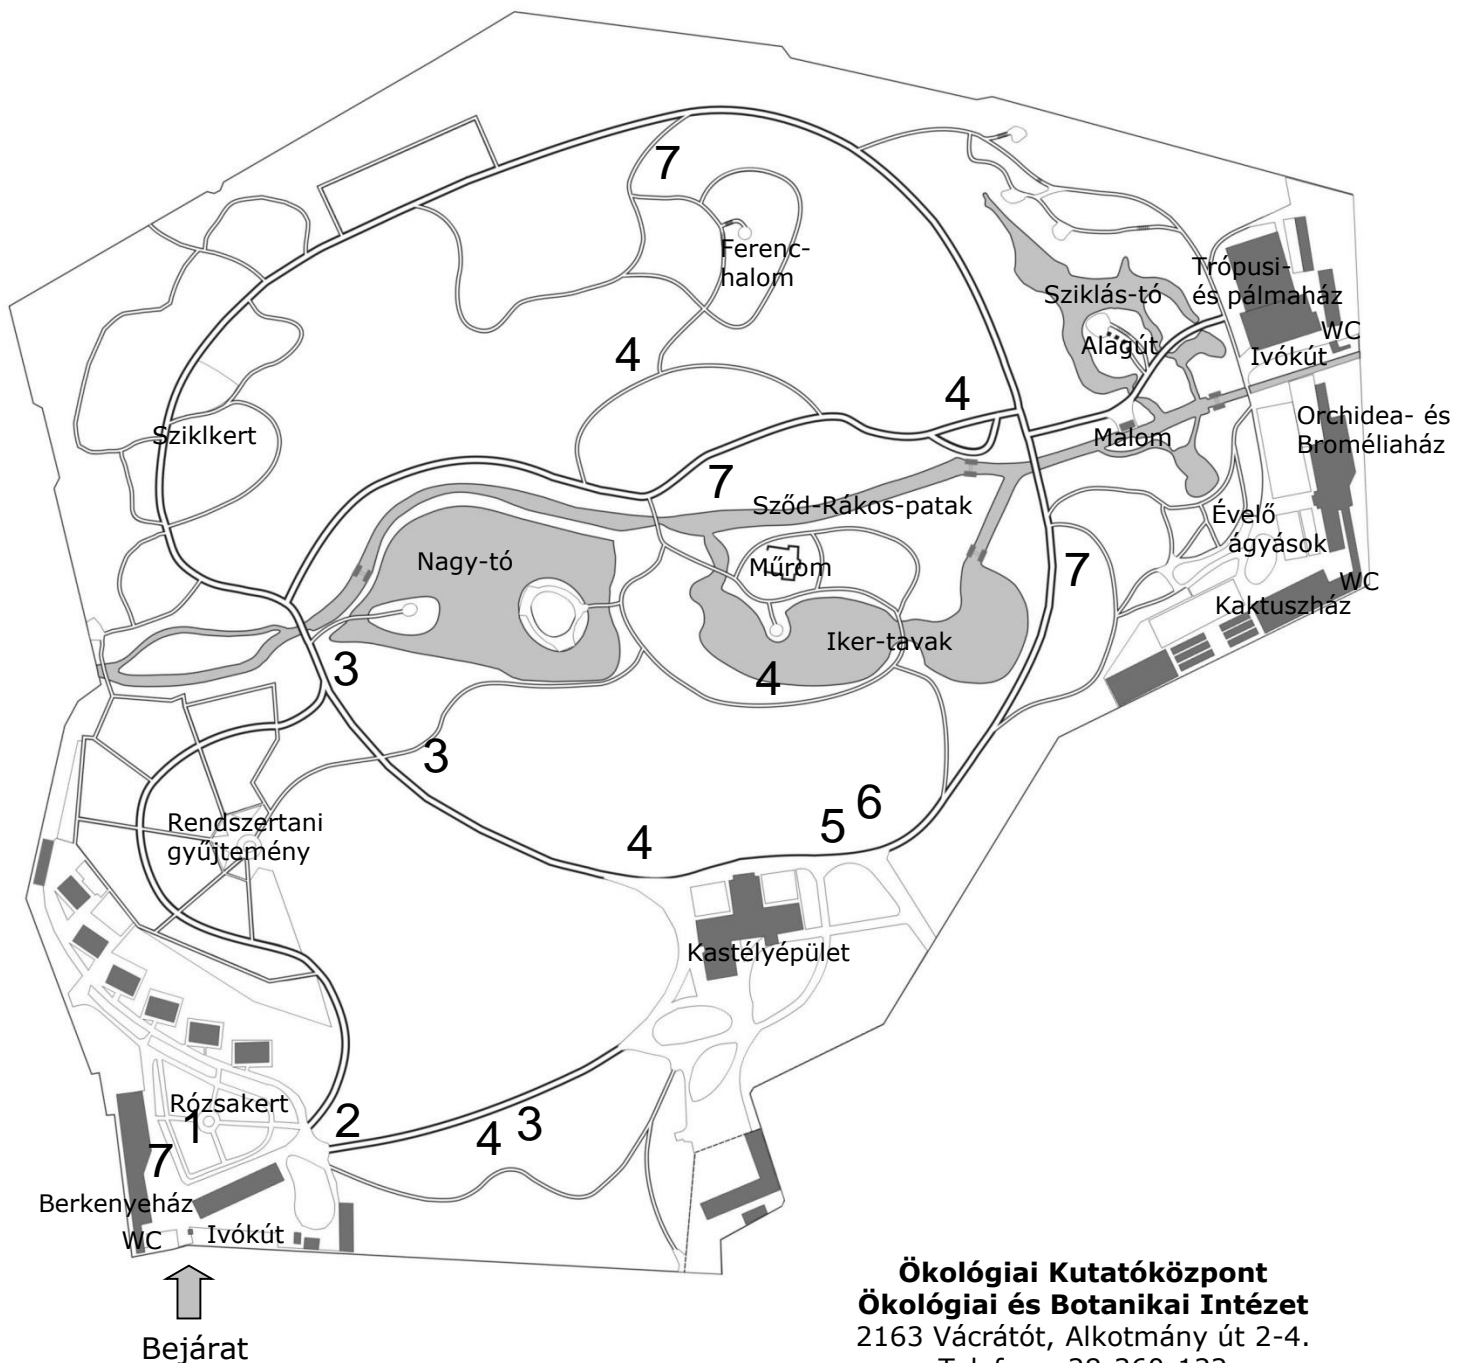 7
Ferenc-
halom
Trópusi-
és pálmaház
Sziklás-tó
WC
Alagút
Ivókút
4
4
Orchidea- és
Broméliaház
Sziklkert
Malom
7
Sződ-Rákos-patak
Évelő
ágyások
Nagy-tó
Műrom
7
WC
Kaktuszház
Iker-tavak
3
4
3
6
5
Rendszertani
gyűjtemény
4
Kastélyépület
Rózsakert
1
2
3
4
7
Berkenyeház
WC
Ivókút
Bejárat
Ökológiai Kutatóközpont
Ökológiai és Botanikai Intézet
2163 Vácrátót, Alkotmány út 2-4.